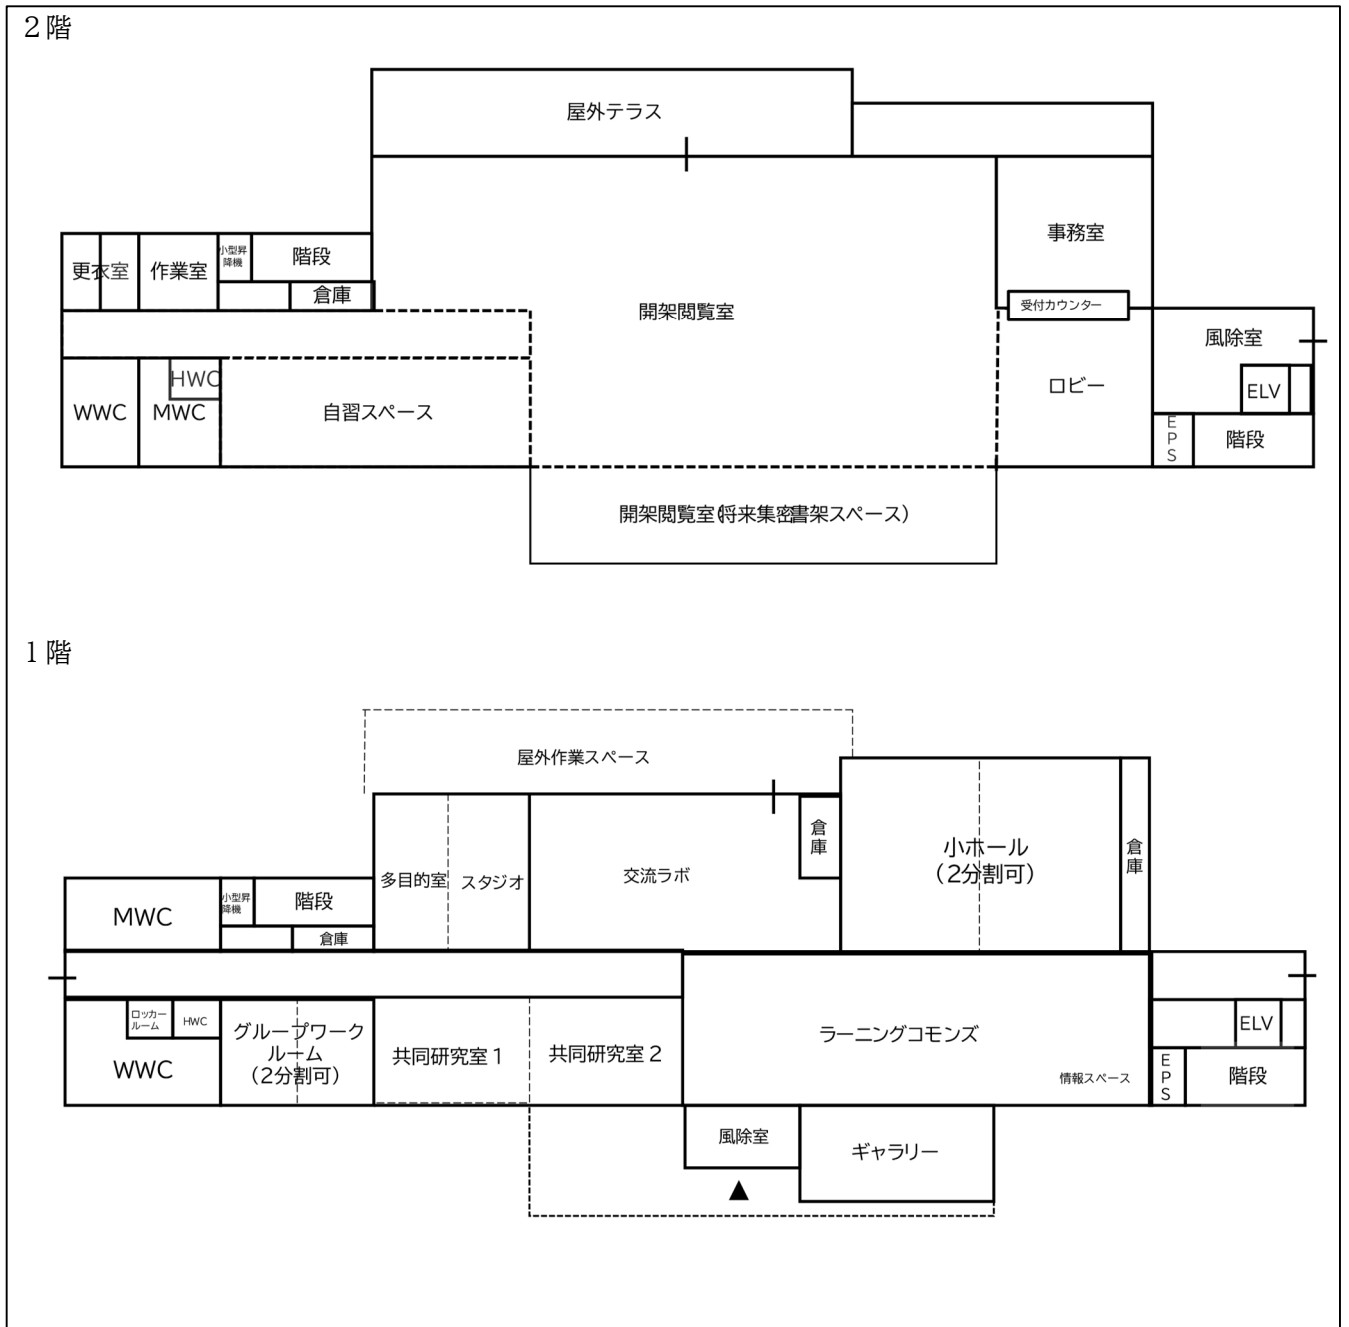 ２階
屋外テラス
事務室
更衣室
作業室
小型昇
降機
階段
倉庫
開架閲覧室
受付カウンター
風除室
HWC
WWC
MWC
自習スペース
ロビー
ELV
E
P
S
階段
開架閲覧室(将来集密書架スペース)
１階
屋外作業スペース
多目的室
スタジオ
交流ラボ
倉
庫
小ホール
（2分割可）
倉
庫
MWC
小型昇
降機
階段
倉庫
ロッカー
ルーム
HWC
WWC
グループワーク
ルーム
（2分割可）
共同研究室１
共同研究室２
ラーニングコモンズ
情報スペース
ELV
E
P
S
階段
風除室
ギャラリー